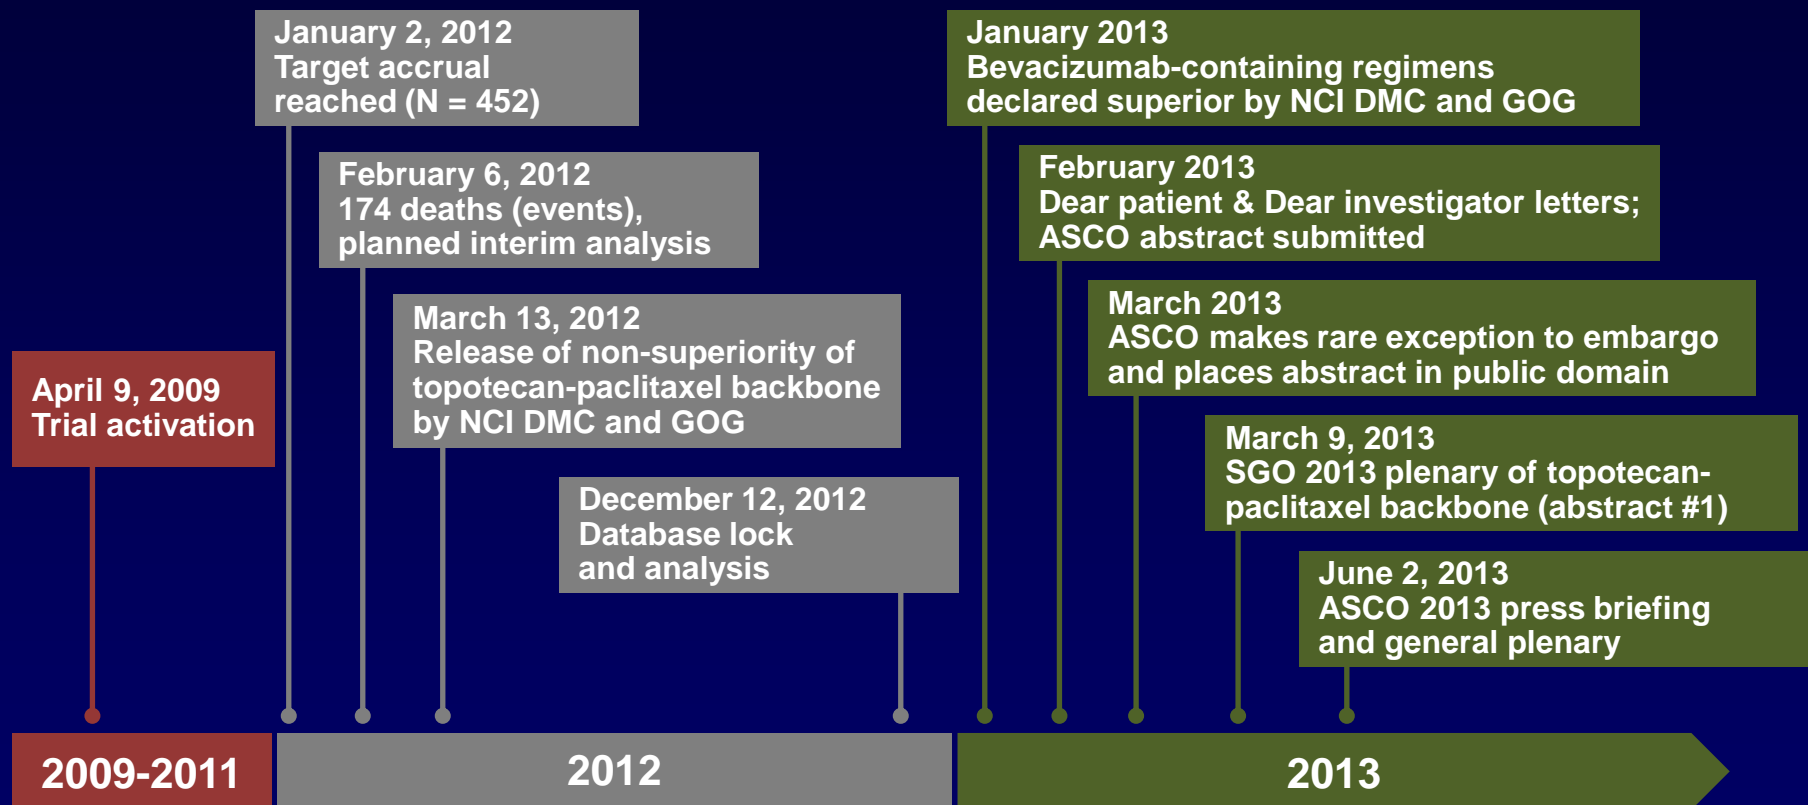 April 9, 2009
Trial activation
January 2, 2012
Target accrual
reached (N = 452)
February 6, 2012
174 deaths (events),
planned interim analysis
March 13, 2012
Release of non-superiority of
topotecan-paclitaxel backbone
by NCI DMC and GOG
December 12, 2012
Database lock
and analysis
January 2013
Bevacizumab-containing regimens
declared superior by NCI DMC and GOG
February 2013
Dear patient & Dear investigator letters;
ASCO abstract submitted
March 2013
ASCO makes rare exception to embargo
and places abstract in public domain
March 9, 2013
SGO 2013 plenary of topotecan-
paclitaxel backbone (abstract #1)
June 2, 2013
ASCO 2013 press briefing
and general plenary
2009-2011
2012
2013